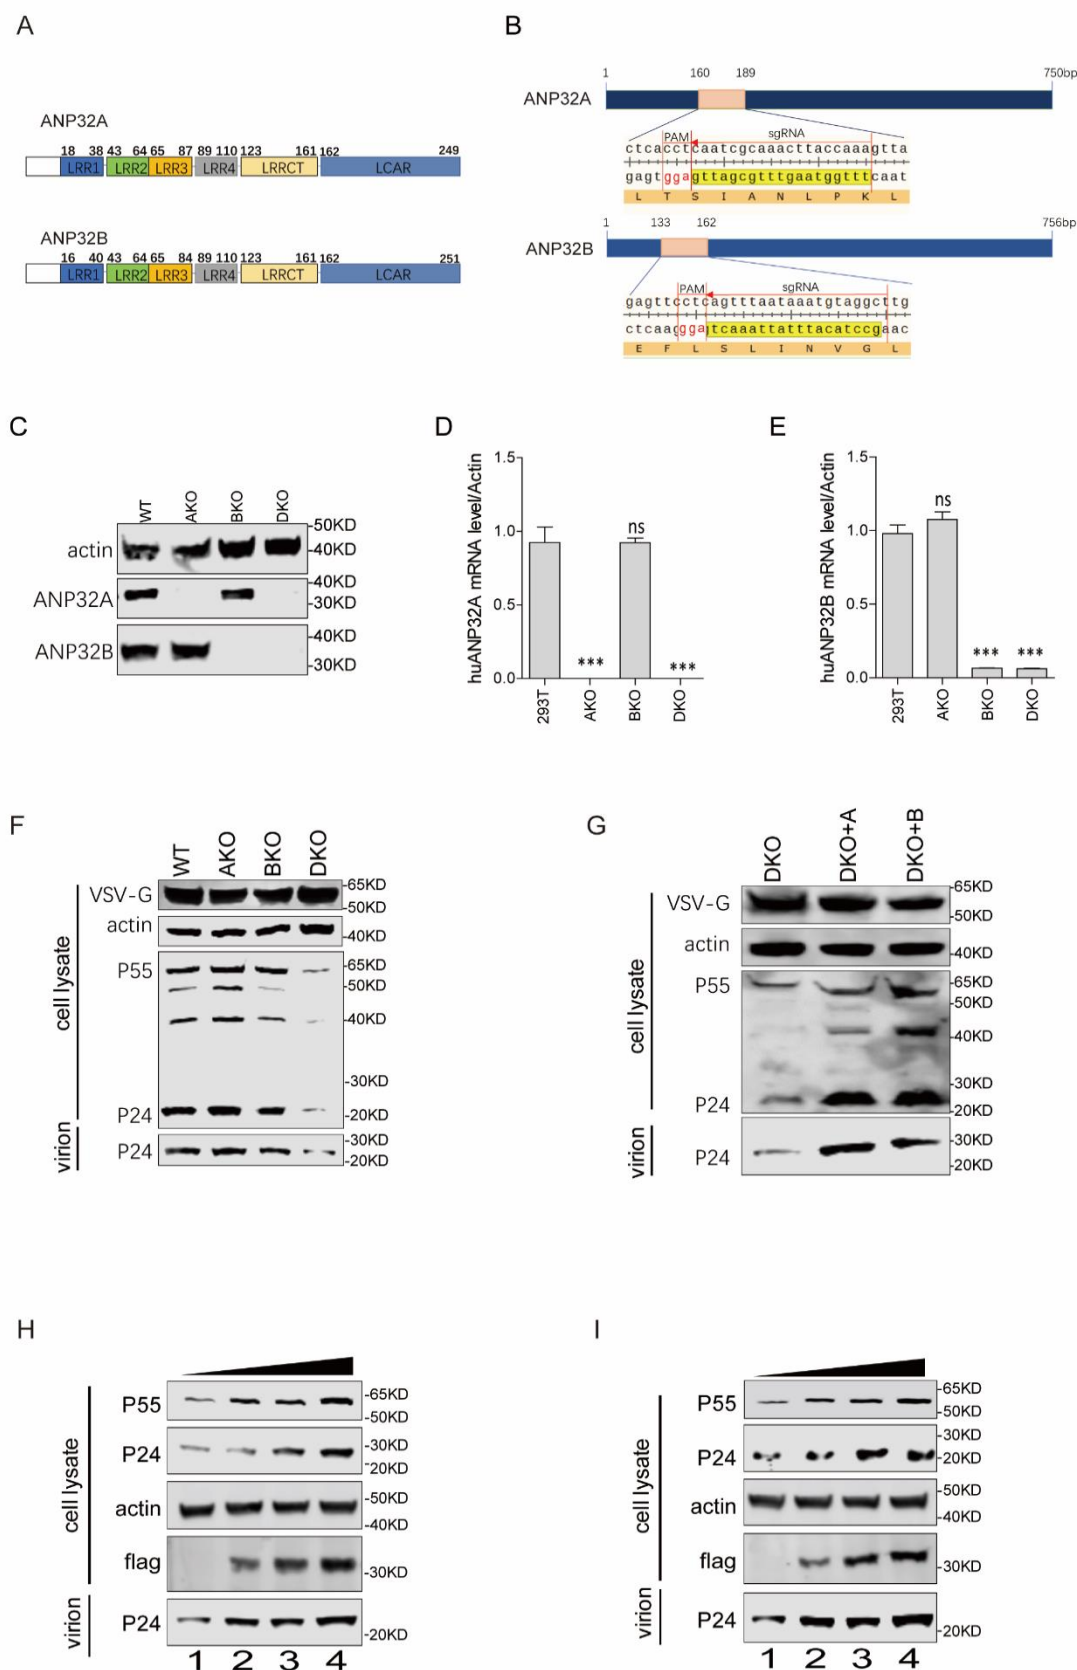 A
ANP32A
18 38 43 64 65 87 89 110 123 161 162 249
LRR1 LRR2 LRR3 LRR4 LRRCT LCAR
ANP32B
16 40 43 64 65 84 89 110 123 161 162 251
LRR1 LRR2 LRR3 LRR4 LRRCT LCAR
B
1 160 189 750bp
ANP32A
PAM sgRNA
ctcacctcaatcgcaaacttaccaaagtta
gagtggagttagcgtttgaatggtttcaat
L T S I A N L P K L
1 133 162 756bp
ANP32B
PAM sgRNA
gagttcctcagtttaataaatgtaggcttg
ctcaagggagtcaaattatttacatccgaac
E F L S L I N V G L
C
WT AKO BKO DKO
actin -50KD
-40KD
ANP32A -40KD
-30KD
ANP32B -40KD
-30KD
D
huANP32A mRNA level/Actin
1.5
1.0
0.5
0.0
*** ns ***
293T AKO BKO DKO
E
huANP32B mRNA level/Actin
1.5
1.0
0.5
0.0
ns *** ***
293T AKO BKO DKO
F
WT AKO BKO DKO
cell lysate
VSV-G -65KD
-50KD
actin -40KD
P55 -65KD
-50KD
-40KD
-30KD
P24 -20KD
virion
P24 -30KD
-20KD
G
DKO DKO+A DKO+B
cell lysate
VSV-G -65KD
-50KD
actin -40KD
P55 -65KD
-50KD
-40KD
-30KD
P24 -20KD
virion
P24 -30KD
-20KD
H
cell lysate
P55 -65KD
-50KD
P24 -30KD
-20KD
actin -50KD
-40KD
flag -30KD
virion
P24 -20KD
1 2 3 4
I
cell lysate
P55 -65KD
-50KD
P24 -30KD
-20KD
actin -50KD
-40KD
flag -30KD
virion
P24 -20KD
1 2 3 4